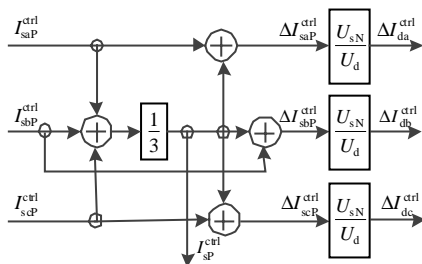 I_saP^ctrl ΔI_saP^ctrl U_sN/U_d ΔI_da^ctrl
I_sbP^ctrl 1/3 ΔI_sbP^ctrl U_sN/U_d ΔI_db^ctrl
I_scP^ctrl ΔI_scP^ctrl U_sN/U_d ΔI_dc^ctrl
I_sP^ctrl